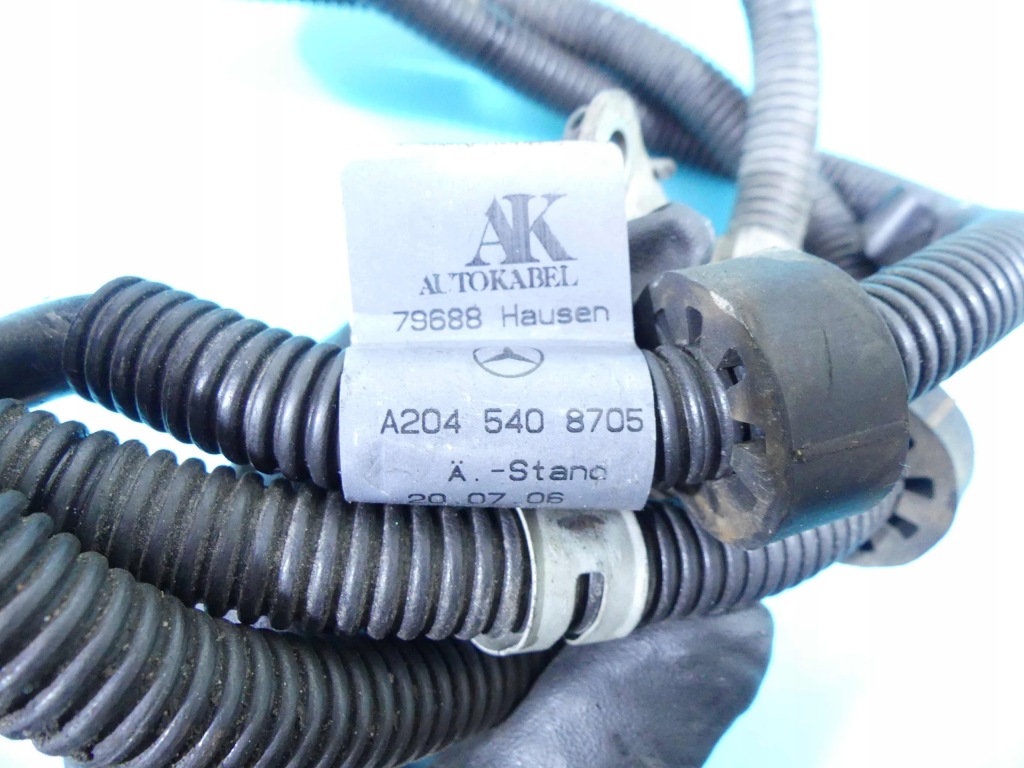 AK
AUTOKABEL
79688 Hausen
A204 540 8705
Ä.-Stand
20.07.06